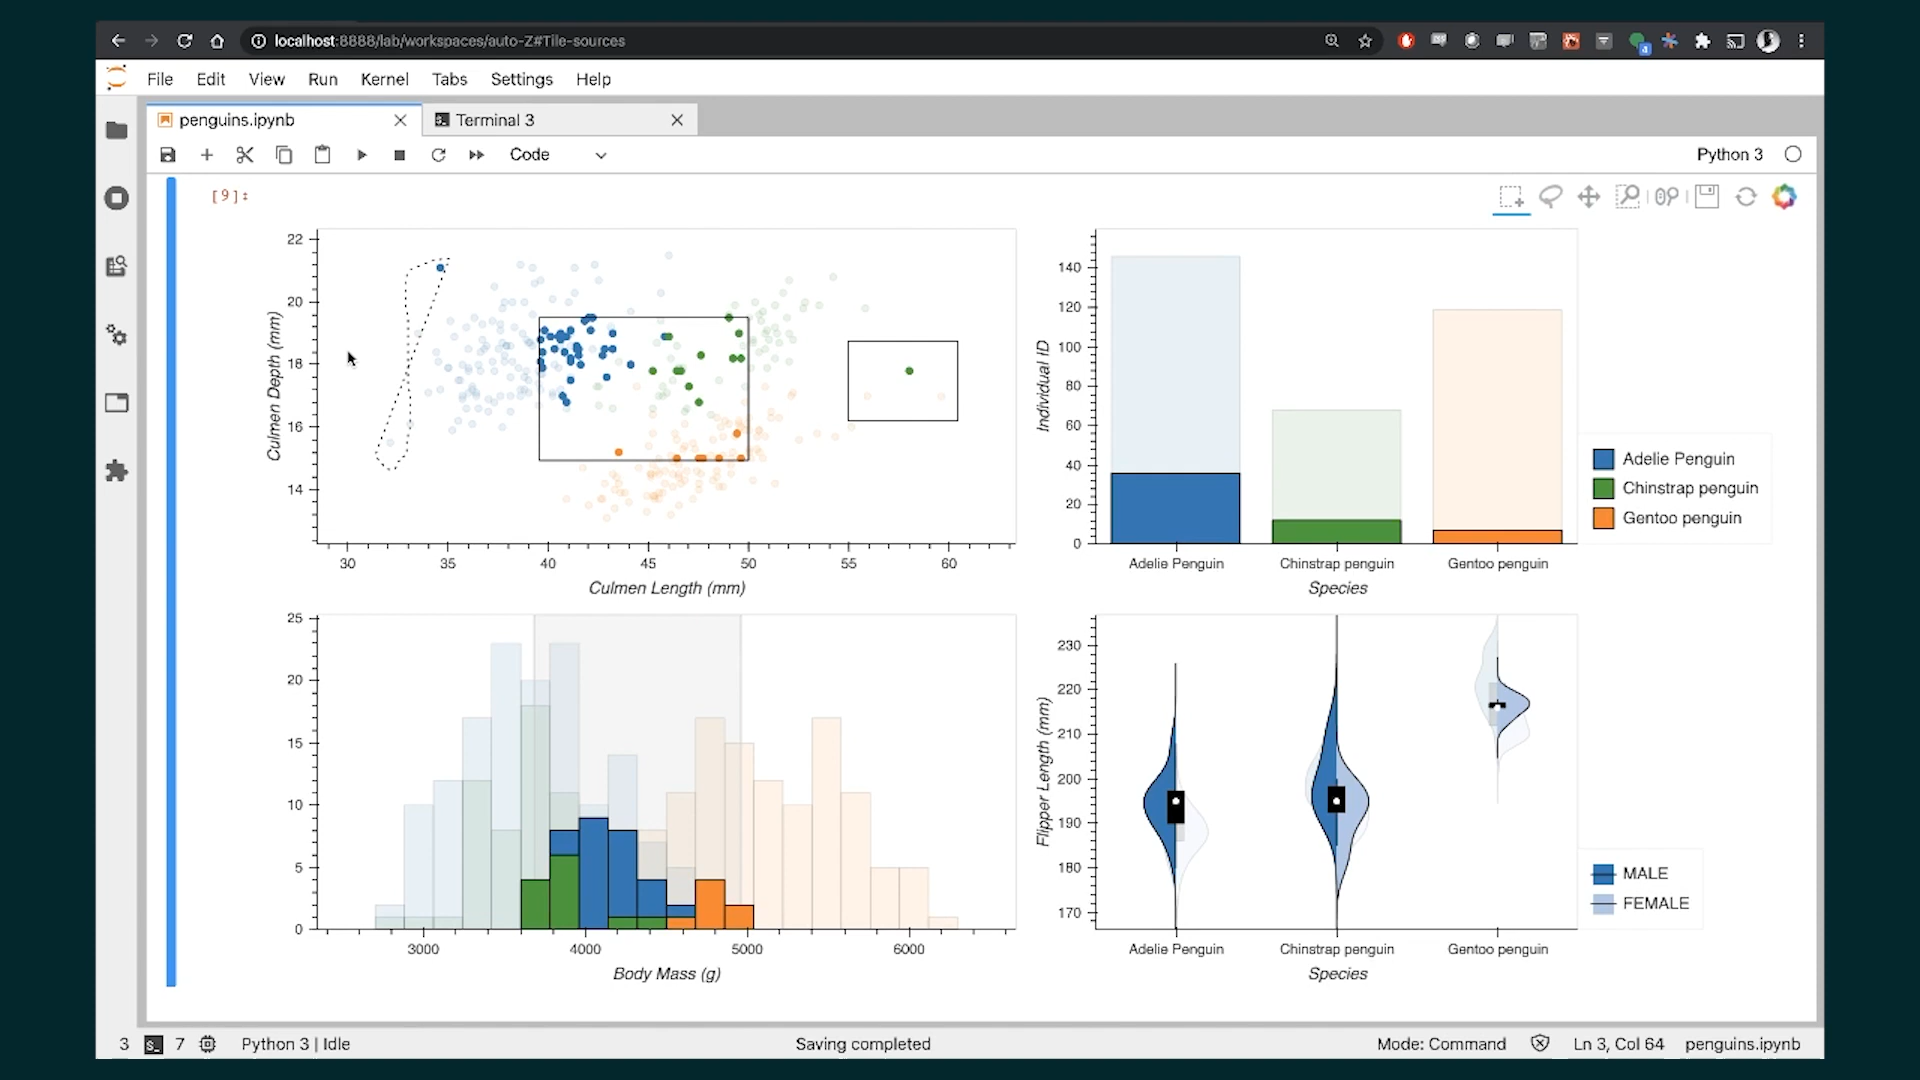 localhost:8888/lab/workspaces/auto-Z#Tile-sources
File Edit View Run Kernel Tabs Settings Help
penguins.ipynb
Terminal 3
Code
Python 3
[9]:
22
20
18
16
14
Culmen Depth (mm)
30 35 40 45 50 55 60
Culmen Length (mm)
140
120
100
80
60
40
20
0
Individual ID
Adelie Penguin Chinstrap penguin Gentoo penguin
Species
Adelie Penguin
Chinstrap penguin
Gentoo penguin
25
20
15
10
5
0
3000 4000 5000 6000
Body Mass (g)
230
220
210
200
190
180
170
Flipper Length (mm)
Adelie Penguin Chinstrap penguin Gentoo penguin
Species
MALE
FEMALE
3 7 Python 3 | Idle
Saving completed
Mode: Command
Ln 3, Col 64
penguins.ipynb